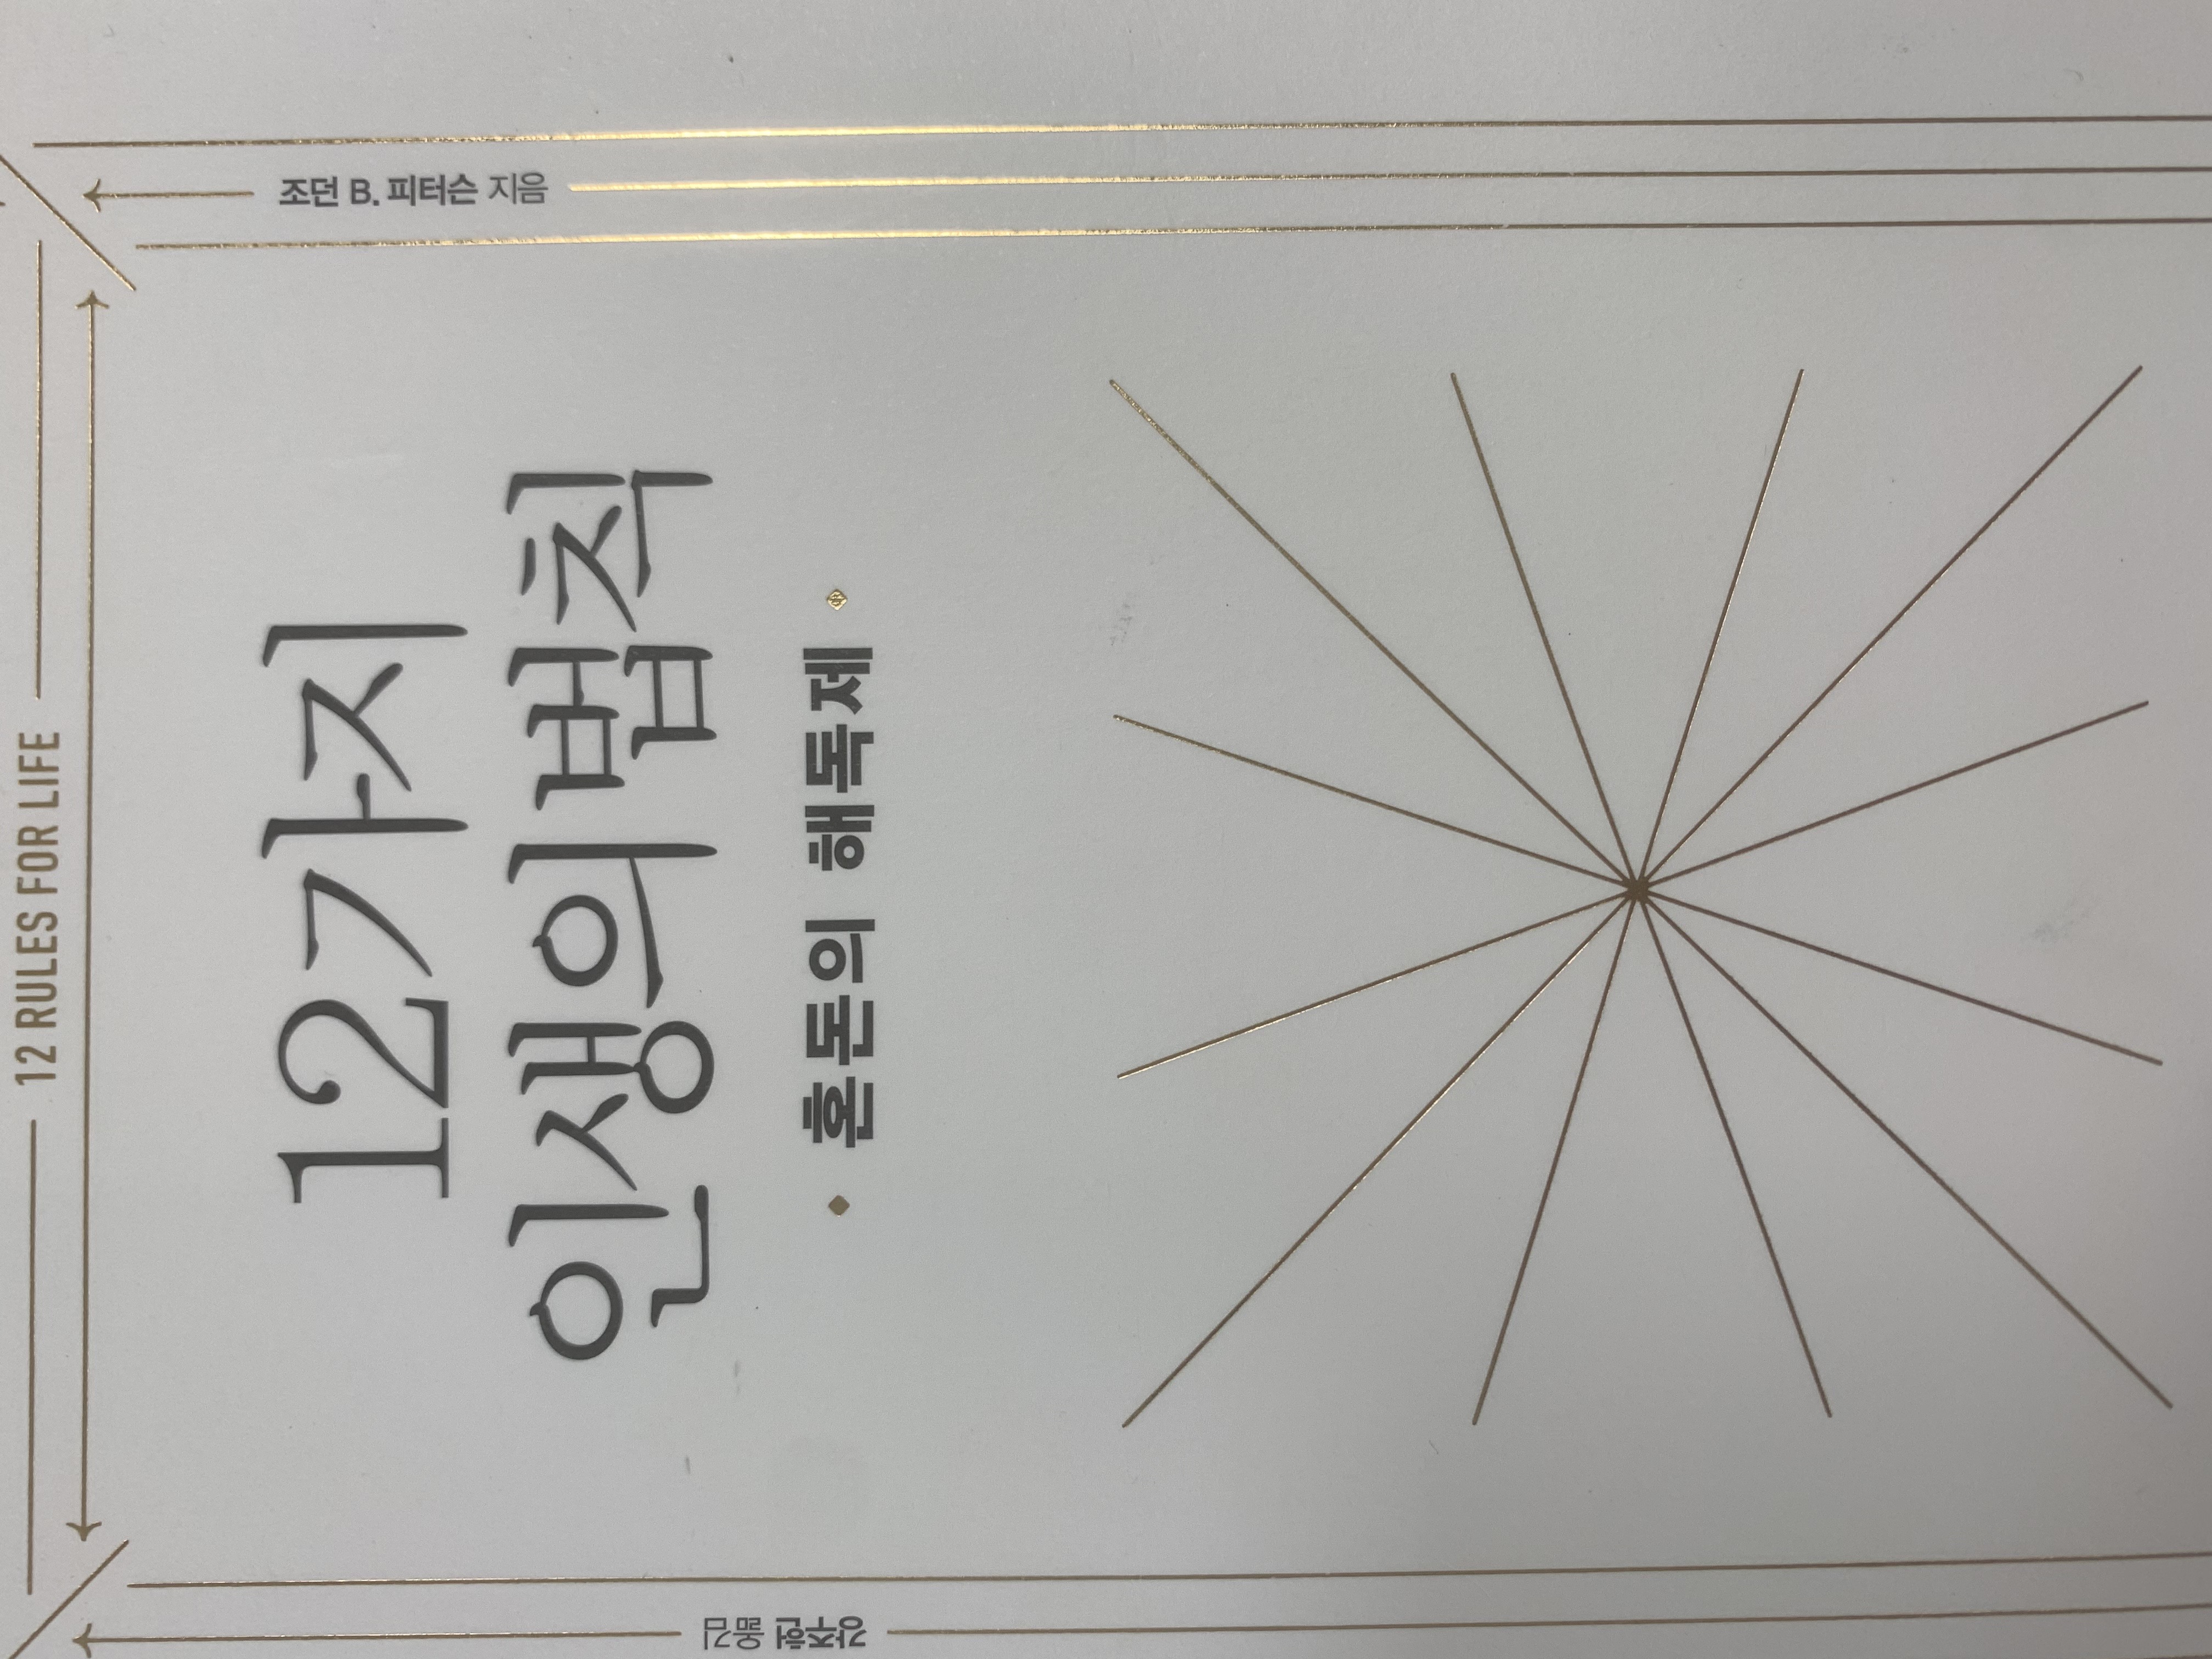 12 RULES FOR LIFE
12가지
인생의 법칙
혼돈의 해독제
조던 B. 피터슨 지음
강주헌 옮김